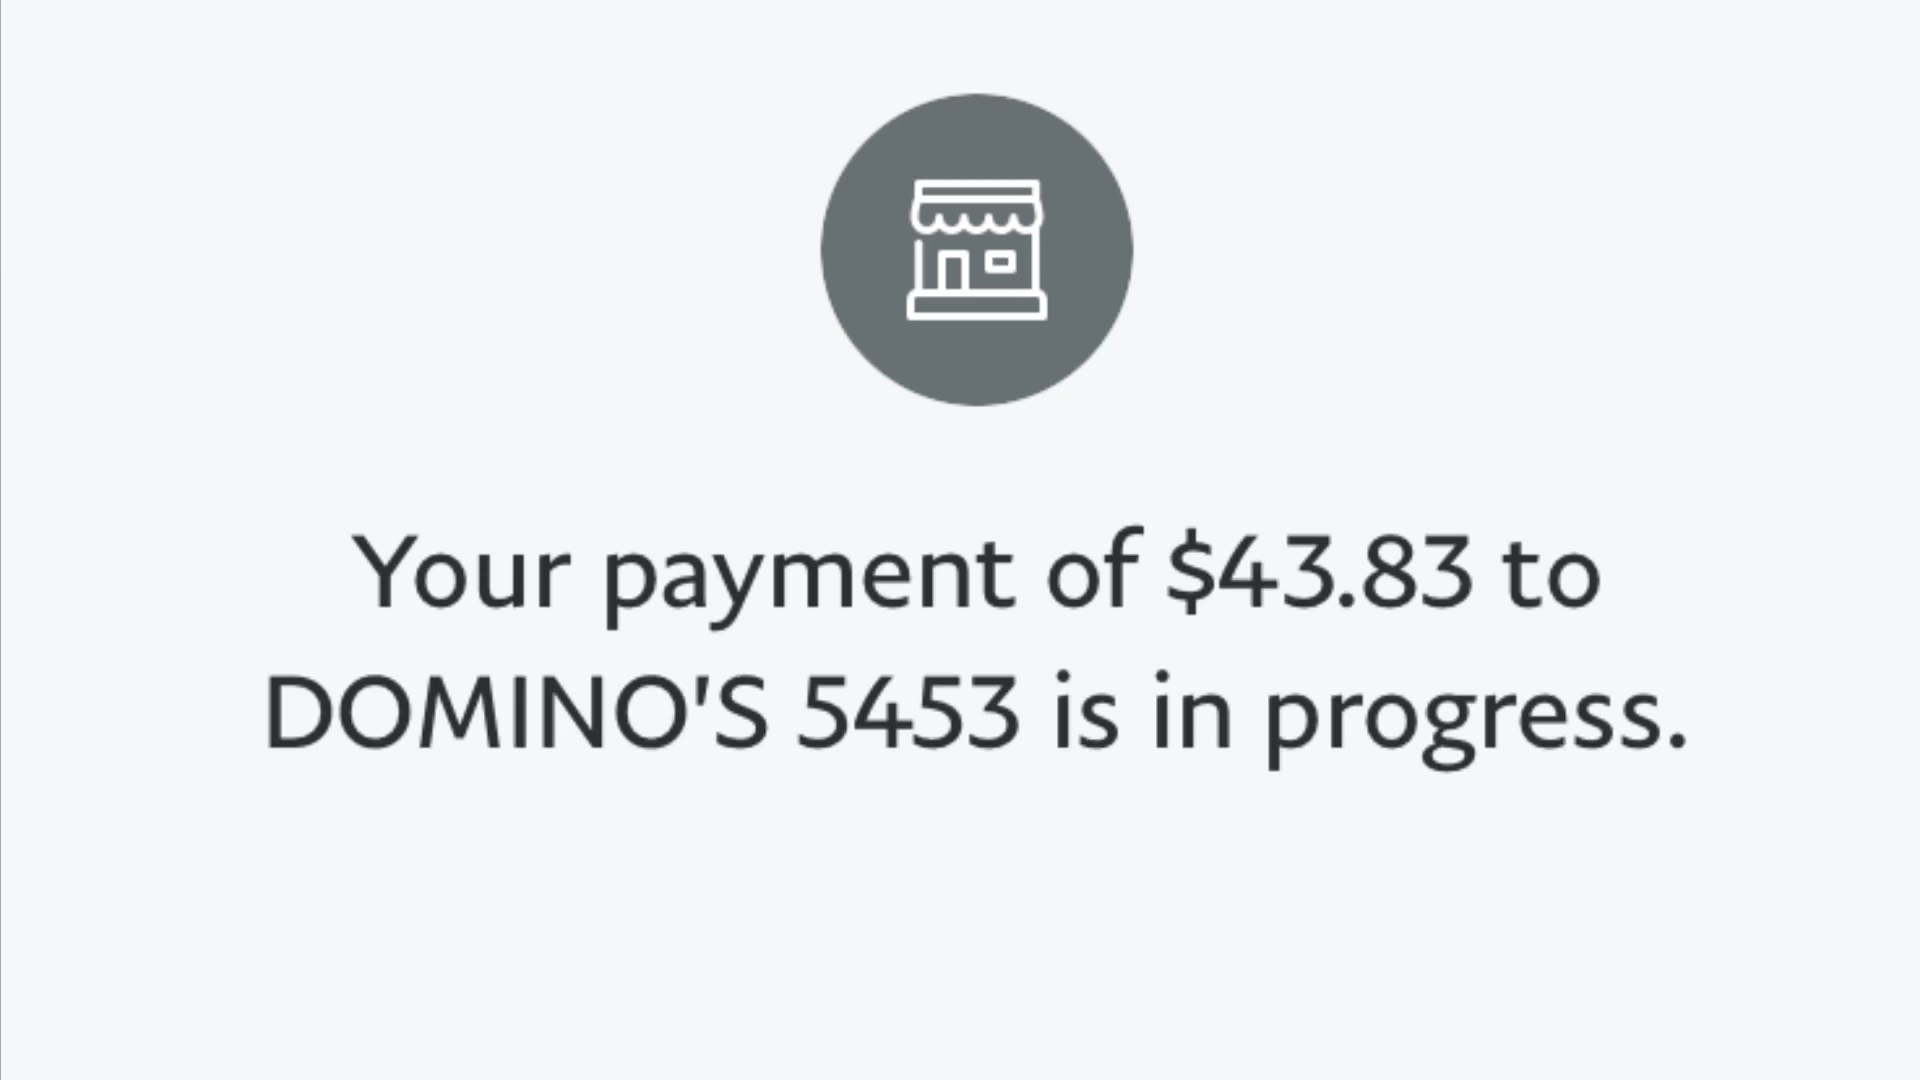 Your payment of $43.83 to
DOMINO'S 5453 is in progress.